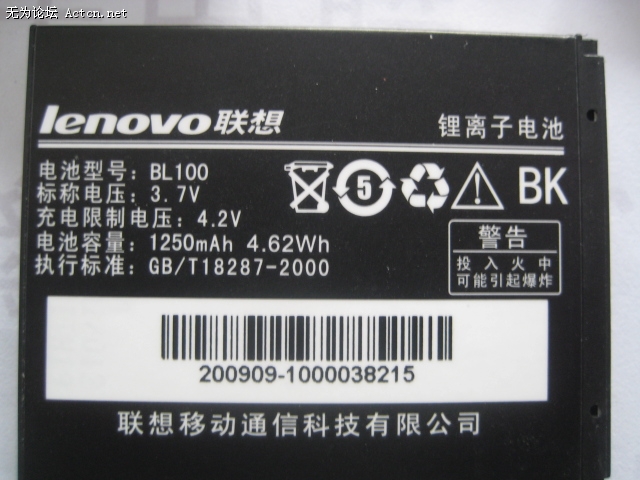 无为论坛 Actcn.net
lenovo联想
锂离子电池
电池型号: BL100
标称电压: 3.7V
充电限制电压: 4.2V
电池容量: 1250mAh 4.62Wh
执行标准: GB/T18287-2000
5
BK
警告
投入火中
可能引起爆炸
200909-1000038215
联想移动通信科技有限公司